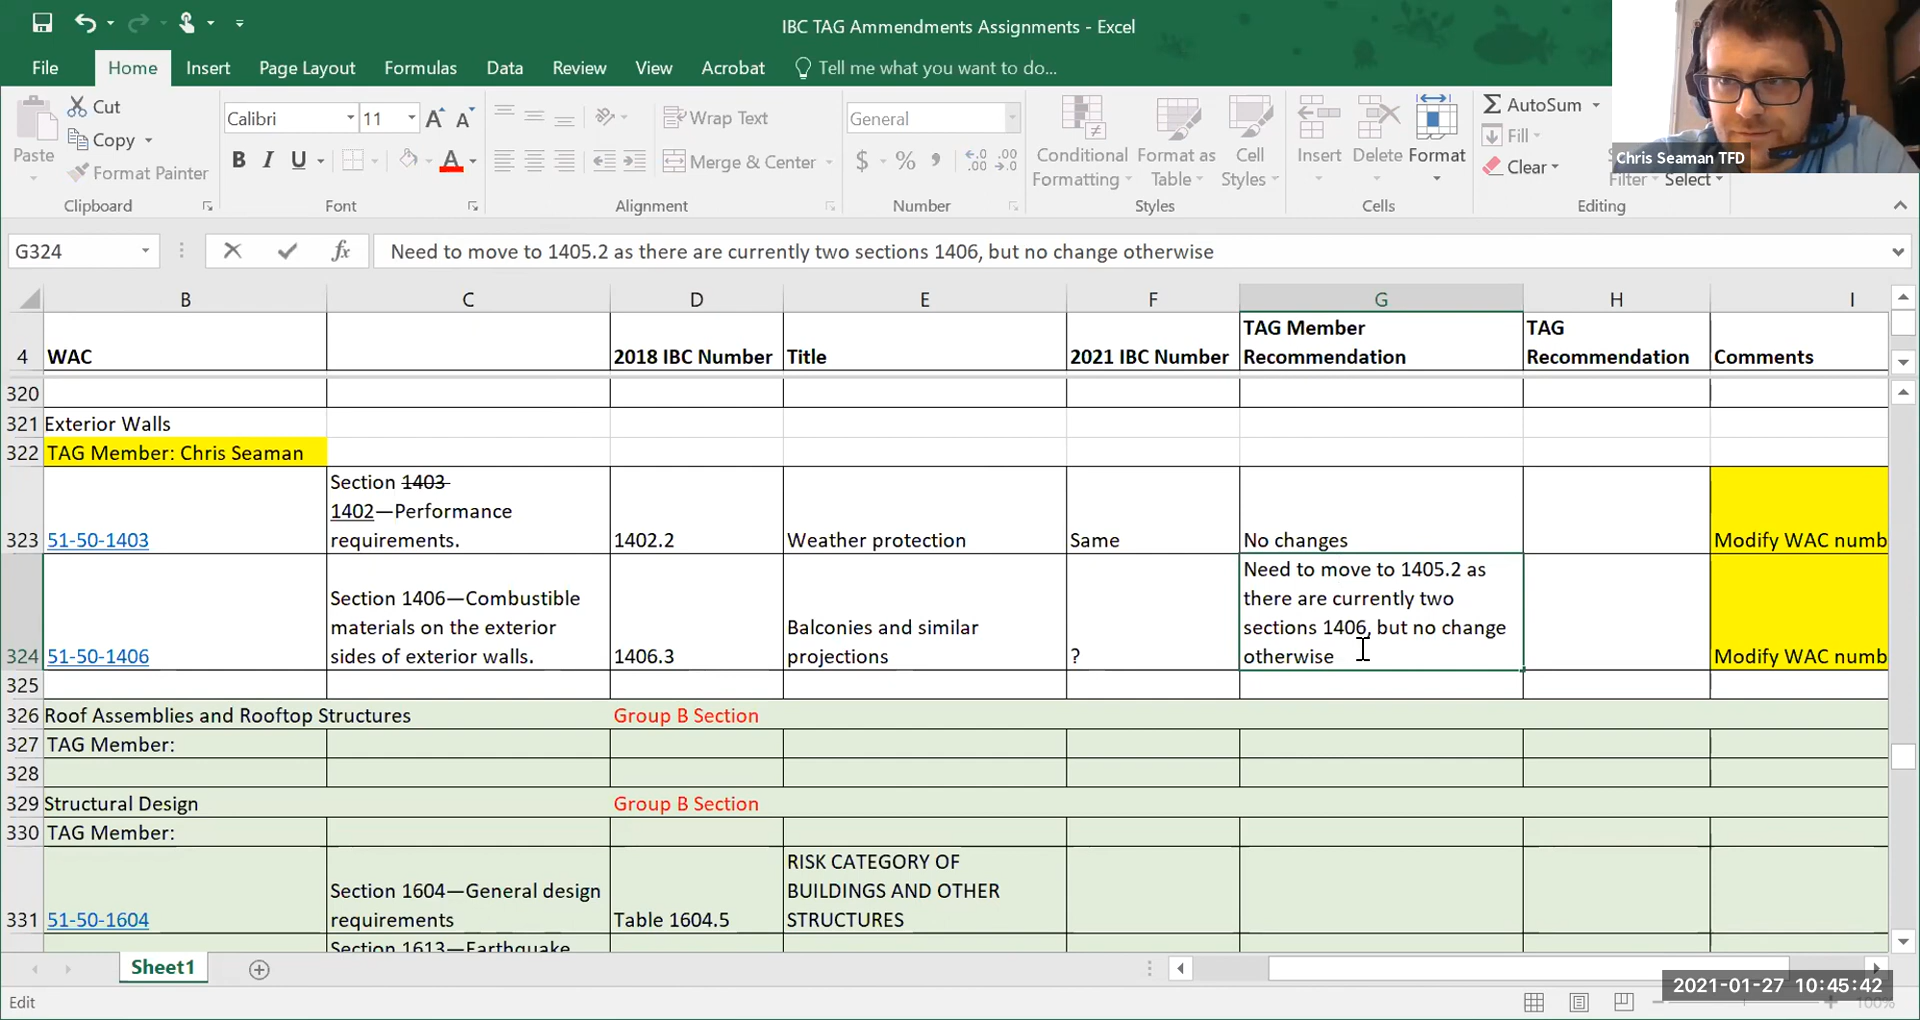 IBC TAG Ammendments Assignments - Excel
File Home Insert Page Layout Formulas Data Review View Acrobat Tell me what you want to do...
Paste
Cut
Copy
Format Painter
Clipboard
Calibri 11
B I U
Font
Wrap Text
Merge & Center
Alignment
General
$ % ,
Number
Conditional Formatting
Format as Table
Cell Styles
Styles
Insert Delete Format
Cells
AutoSum
Fill
Clear
Filter Select
Editing
Chris Seaman TFD
G324 fx Need to move to 1405.2 as there are currently two sections 1406, but no change otherwise
B C D E F G H I
4 WAC 2018 IBC Number Title 2021 IBC Number TAG Member Recommendation TAG Recommendation Comments
320
321 Exterior Walls
322 TAG Member: Chris Seaman
323 51-50-1403 Section 1403 1402—Performance requirements. 1402.2 Weather protection Same No changes Modify WAC numb
324 51-50-1406 Section 1406—Combustible materials on the exterior sides of exterior walls. 1406.3 Balconies and similar projections ? Need to move to 1405.2 as there are currently two sections 1406, but no change otherwise Modify WAC numb
325
326 Roof Assemblies and Rooftop Structures Group B Section
327 TAG Member:
328
329 Structural Design Group B Section
330 TAG Member:
331 51-50-1604 Section 1604—General design requirements Table 1604.5 RISK CATEGORY OF BUILDINGS AND OTHER STRUCTURES
Section 1613—Earthquake
Sheet1
2021-01-27 10:45:42
Edit
100%